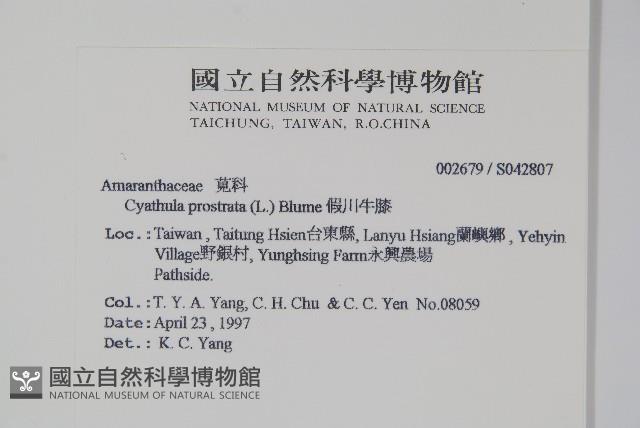 國立自然科學博物館
NATIONAL MUSEUM OF NATURAL SCIENCE
TAICHUNG, TAIWAN, R.O.CHINA
002679 / S042807
Amaranthaceae 莧科
Cyathula prostrata (L.) Blume 假川牛膝
Loc.: Taiwan , Taitung Hsien台東縣, Lanyu Hsiang蘭嶼鄉 , Yehyin
Village野銀村, Yunghsing Farm永興農場
Pathside.
Col.: T. Y. A. Yang, C. H. Chu & C. C. Yen No.08059
Date: April 23 , 1997
Det.: K. C. Yang
國立自然科學博物館
NATIONAL MUSEUM OF NATURAL SCIENCE